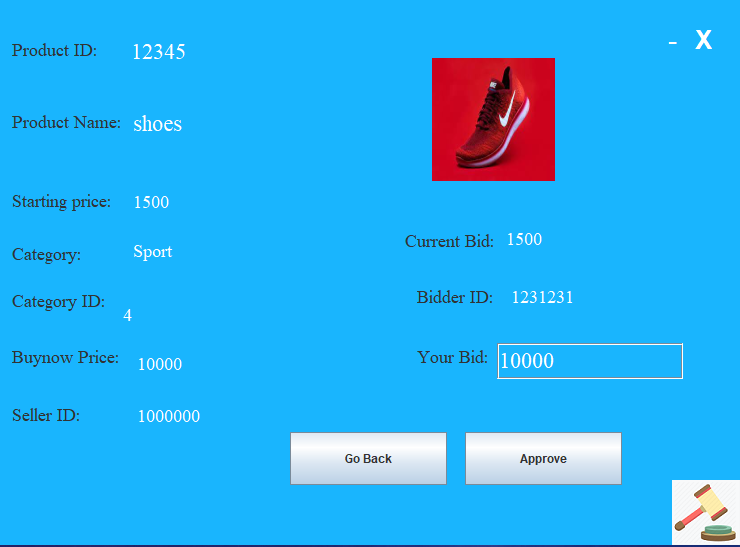 - X
Product ID: 12345
Product Name: shoes
Starting price: 1500
Current Bid: 1500
Category: Sport
Bidder ID: 1231231
Category ID: 4
Buynow Price: 10000
Your Bid: 10000
Seller ID: 1000000
Go Back
Approve